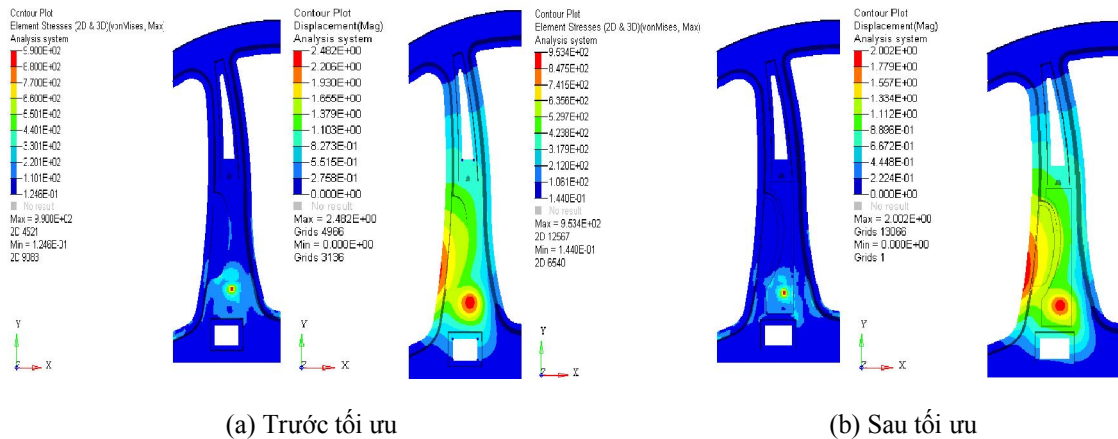 Contour Plot
Element Stresses (2D & 3D)(vonMises, Max)
Analysis system
9.900E+02
8.800E+02
7.700E+02
6.600E+02
5.501E+02
4.401E+02
3.301E+02
2.201E+02
1.101E+02
1.246E-01
No result
Max = 9.900E+02
2D 4521
Min = 1.246E-01
2D 9083
Y
Z X
Contour Plot
Displacement(Mag)
Analysis system
2.482E+00
2.206E+00
1.930E+00
1.655E+00
1.379E+00
1.103E+00
8.273E-01
5.515E-01
2.758E-01
0.000E+00
No result
Max = 2.482E+00
Grids 4966
Min = 0.000E+00
Grids 3136
Y
Z X
Contour Plot
Element Stresses (2D & 3D)(vonMises, Max)
Analysis system
9.534E+02
8.475E+02
7.415E+02
6.356E+02
5.297E+02
4.238E+02
3.179E+02
2.120E+02
1.061E+02
1.440E-01
No result
Max = 9.534E+02
2D 12567
Min = 1.440E-01
2D 6540
Y
Z X
Contour Plot
Displacement(Mag)
Analysis system
2.002E+00
1.779E+00
1.557E+00
1.334E+00
1.112E+00
8.896E-01
6.672E-01
4.448E-01
2.224E-01
0.000E+00
No result
Max = 2.002E+00
Grids 13066
Min = 0.000E+00
Grids 1
Y
Z X
(a) Trước tối ưu
(b) Sau tối ưu